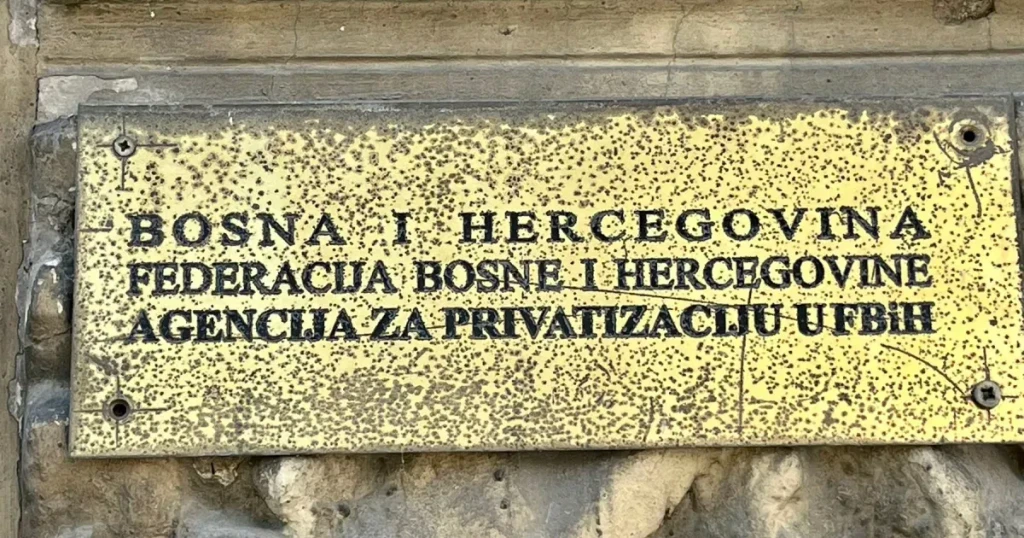 BOSNA I HERCEGOVINA
FEDERACIJA BOSNE I HERCEGOVINE
AGENCIJA ZA PRIVATIZACIJU U FBiH